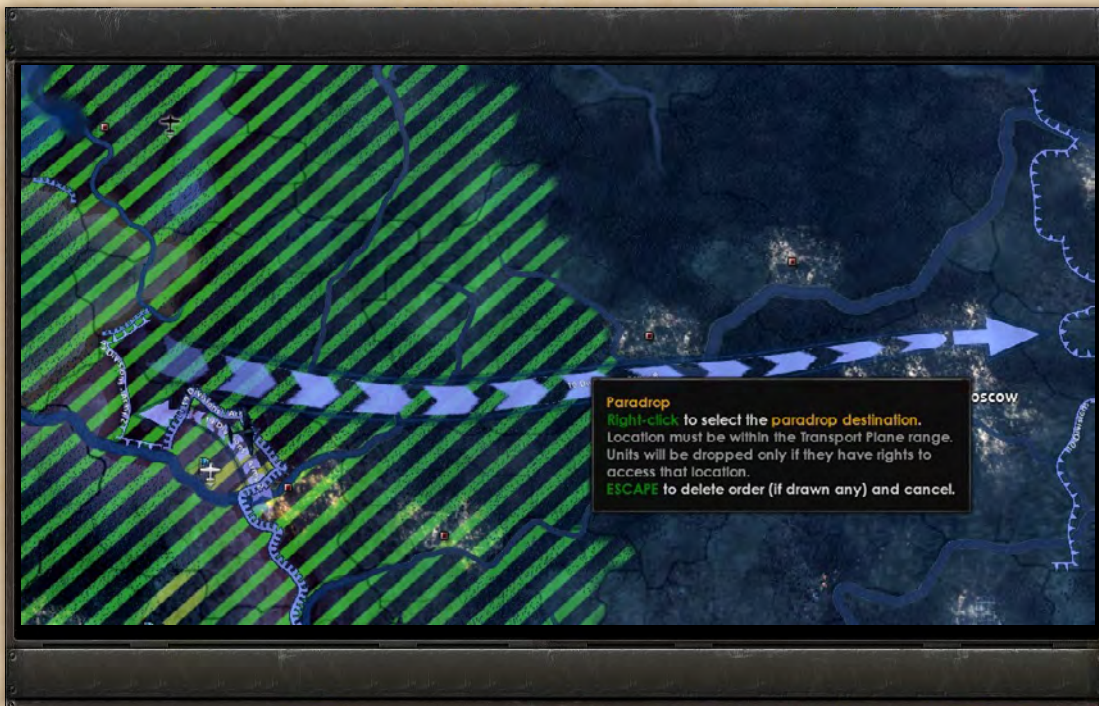 oscow
Paradrop
Right-click to select the paradrop destination.
Location must be within the Transport Plane range.
Units will be dropped only if they have rights to
access that location.
ESCAPE to delete order (if drawn any) and cancel.